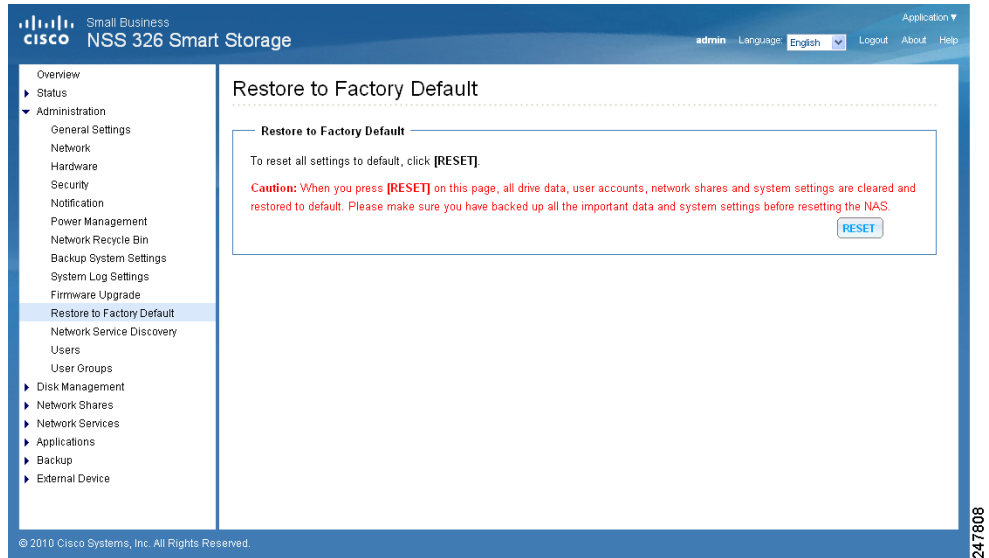 Small Business
CISCO NSS 326 Smart Storage
Application ▼
admin Language: English Logout About Help
Overview
Status
Administration
General Settings
Network
Hardware
Security
Notification
Power Management
Network Recycle Bin
Backup System Settings
System Log Settings
Firmware Upgrade
Restore to Factory Default
Network Service Discovery
Users
User Groups
Disk Management
Network Shares
Network Services
Applications
Backup
External Device
Restore to Factory Default
Restore to Factory Default
To reset all settings to default, click [RESET].
Caution: When you press [RESET] on this page, all drive data, user accounts, network shares and system settings are cleared and
restored to default. Please make sure you have backed up all the important data and system settings before resetting the NAS.
RESET
© 2010 Cisco Systems, Inc. All Rights Reserved.
247808